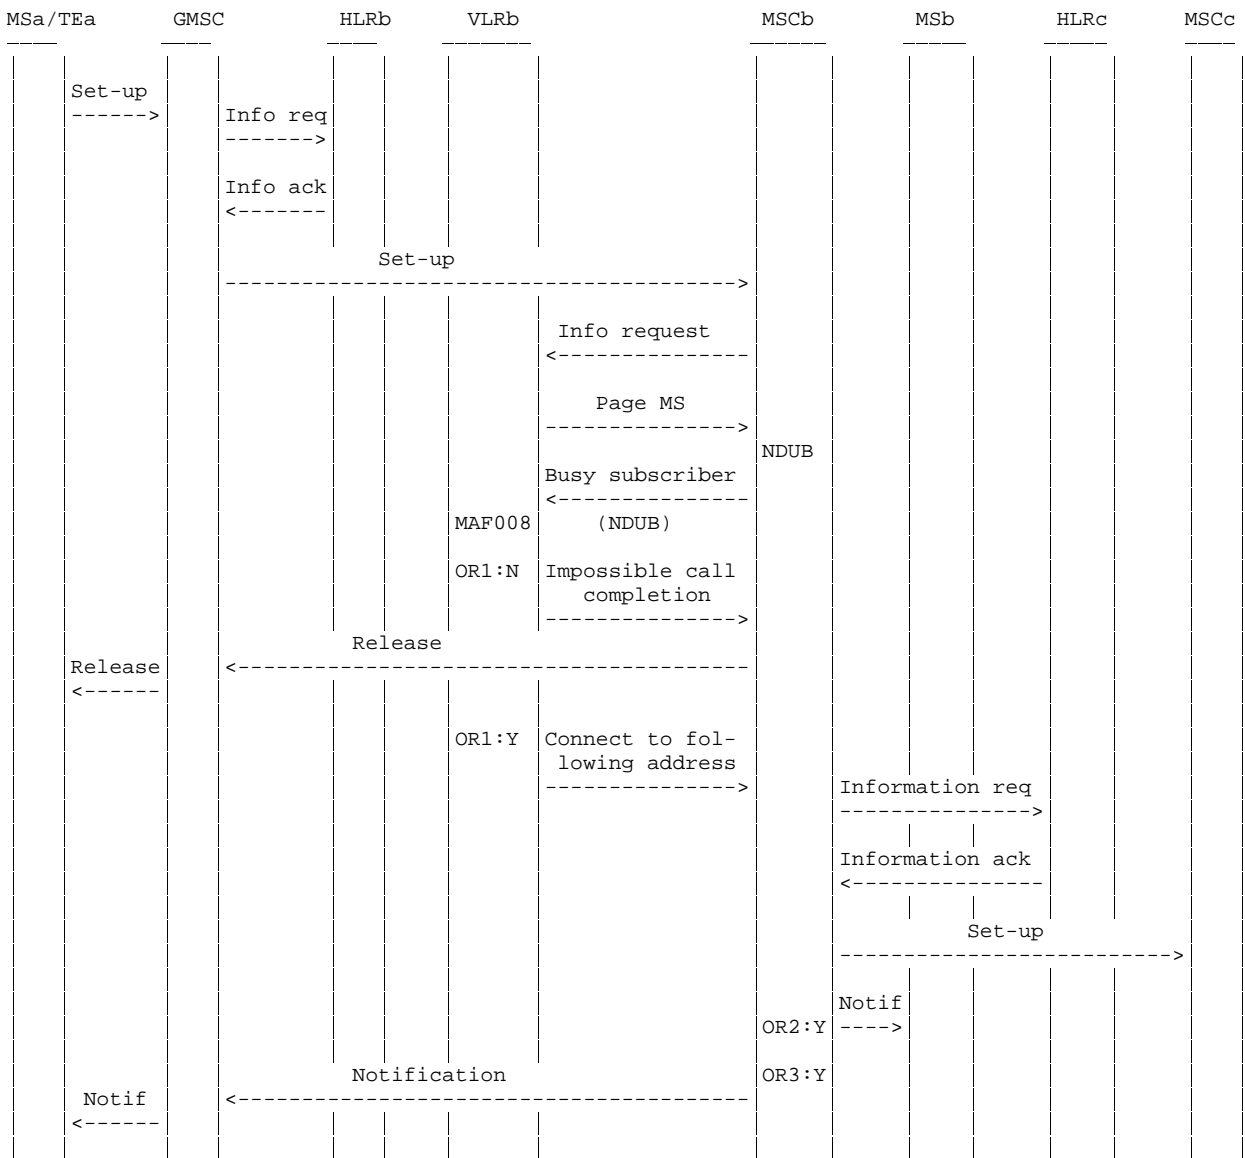 MSa/TEa GMSC HLRb VLRb MSCb MSb HLRc MSCc
Set-up
------> Info req
------->
Info ack
<-------
Set-up
---------------------------------------->
Info request
<---------------
Page MS
--------------->
NDUB
Busy subscriber
<---------------
MAF008 (NDUB)
OR1:N Impossible call
completion
--------------->
Release
Release <----------------------------------------
<------
OR1:Y Connect to fol-
lowing address
---------------> Information req
--------------->
Information ack
<---------------
Set-up
-------------------------->
Notif
OR2:Y ---->
Notification OR3:Y
Notif <----------------------------------------
<------